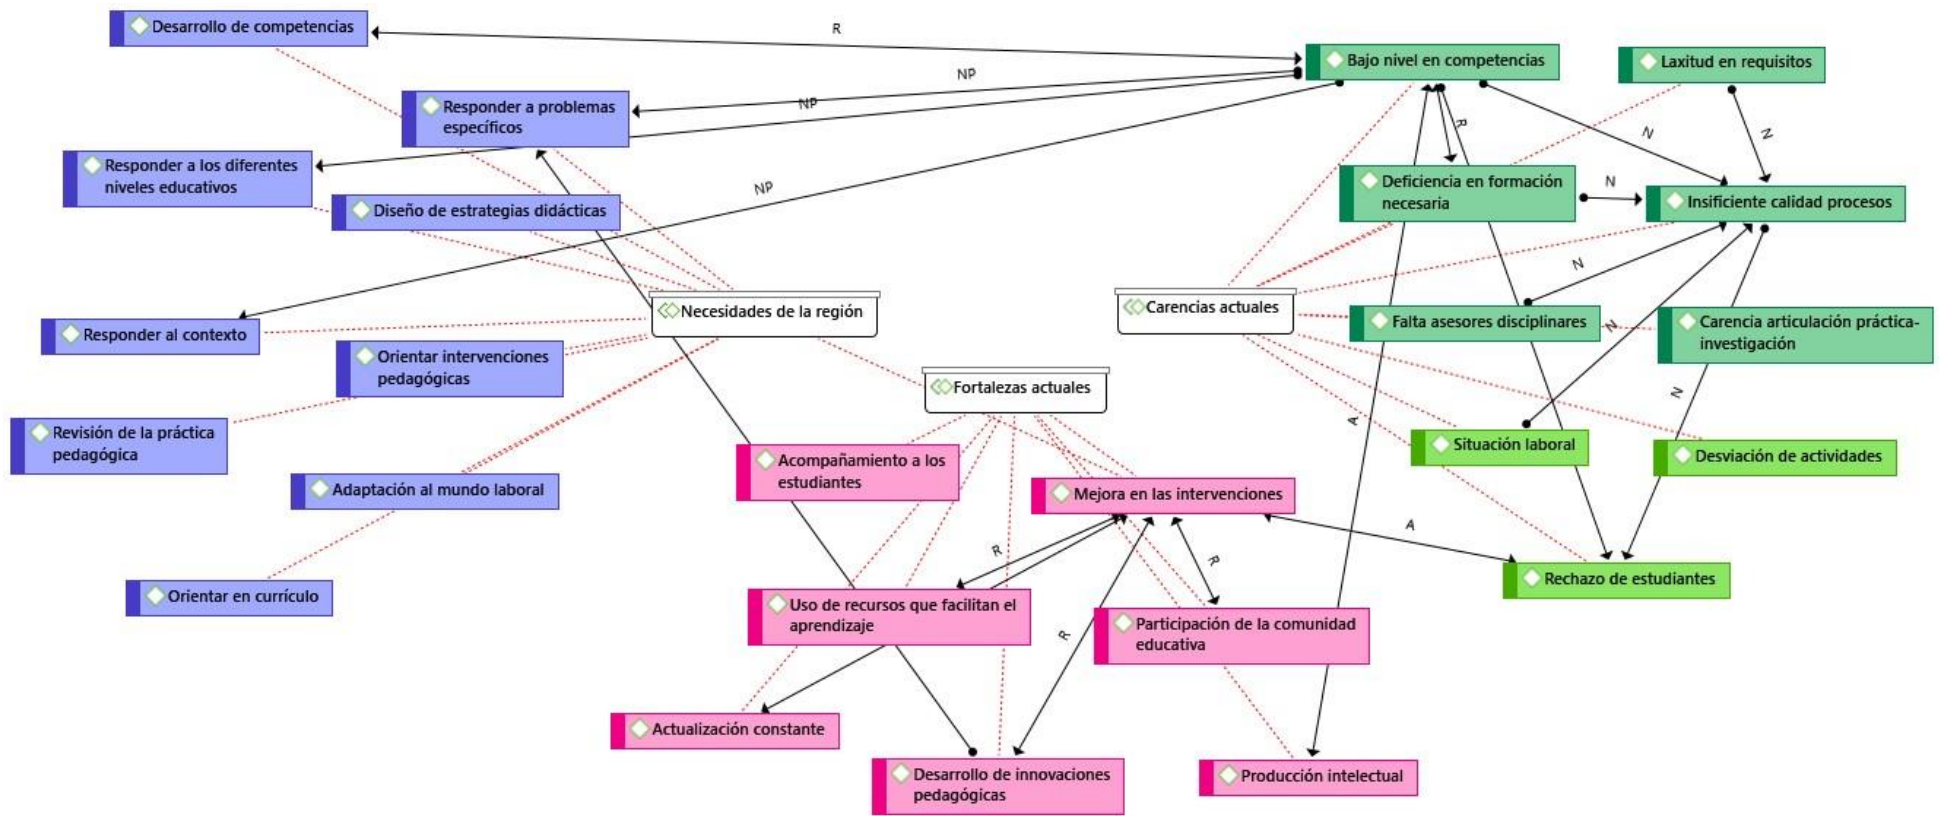 Desarrollo de competencias
R
Bajo nivel en competencias
Laxitud en requisitos
NP
NP
Responder a problemas
específicos
R
N
N
Responder a los diferentes
niveles educativos
Deficiencia en formación
necesaria
N
NP
Insificiente calidad procesos
Diseño de estrategias didácticas
N
Necesidades de la región
Carencias actuales
Falta asesores disciplinares
N
Carencia articulación práctica-
investigación
Responder al contexto
Orientar intervenciones
pedagógicas
Fortalezas actuales
N
A
Revisión de la práctica
pedagógica
Situación laboral
Desviación de actividades
Acompañamiento a los
estudiantes
Adaptación al mundo laboral
Mejora en las intervenciones
A
R
R
Rechazo de estudiantes
Orientar en currículo
Uso de recursos que facilitan el
aprendizaje
R
Participación de la comunidad
educativa
Actualización constante
Desarrollo de innovaciones
pedagógicas
Producción intelectual